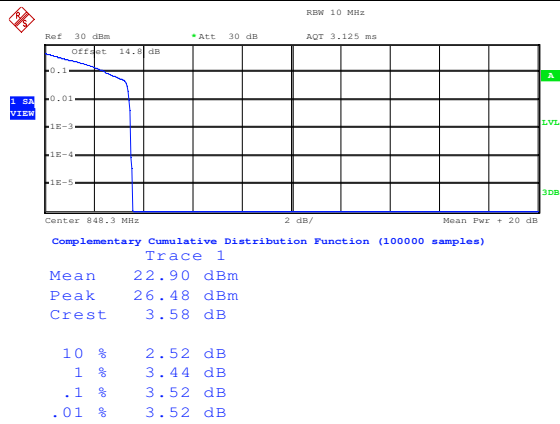 RBW 10 MHz
Ref 30 dBm *Att 30 dB AQT 3.125 ms
Offset 14.8 dB
0.1
A
0.01
1 SA
VIEW
1E-3
LVL
1E-4
1E-5
3DB
Center 848.3 MHz 2 dB/ Mean Pwr + 20 dB
Complementary Cumulative Distribution Function (100000 samples)
Trace 1
Mean 22.90 dBm
Peak 26.48 dBm
Crest 3.58 dB
10 % 2.52 dB
1 % 3.44 dB
.1 % 3.52 dB
.01 % 3.52 dB